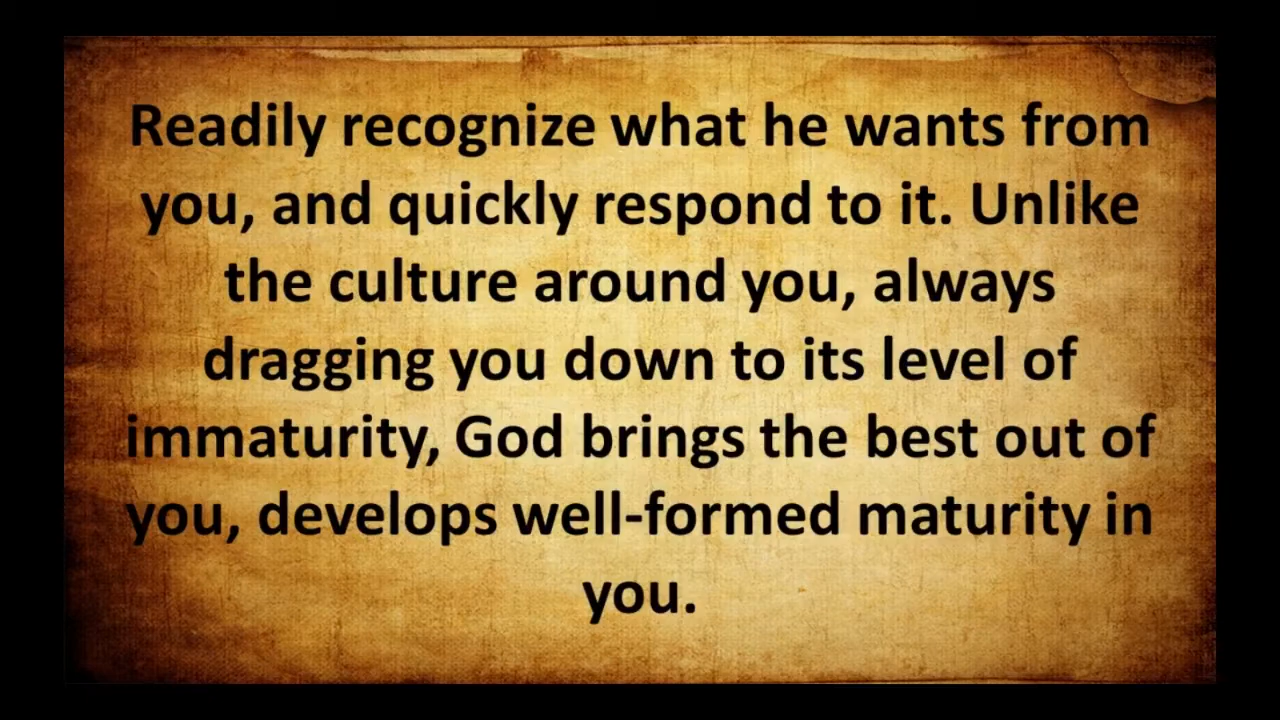 Readily recognize what he wants from
you, and quickly respond to it. Unlike
the culture around you, always
dragging you down to its level of
immaturity, God brings the best out of
you, develops well-formed maturity in
you.